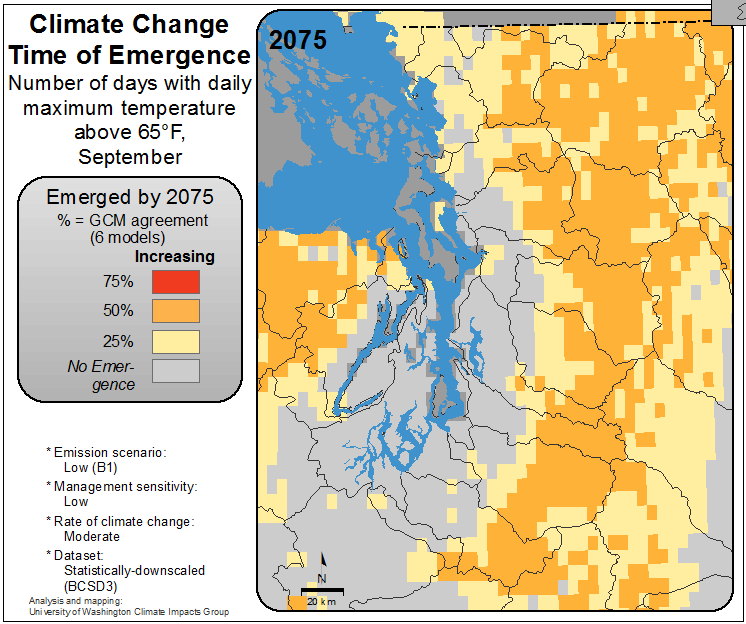 Climate Change
Time of Emergence
Number of days with daily
maximum temperature
above 65°F,
September
Emerged by 2075
% = GCM agreement
(6 models)
Increasing
75%
50%
25%
No Emer-
gence
* Emission scenario:
Low (B1)
* Management sensitivity:
Low
* Rate of climate change:
Moderate
* Dataset:
Statistically-downscaled
(BCSD3)
Analysis and mapping:
University of Washington Climate Impacts Group
2075
N
20 km